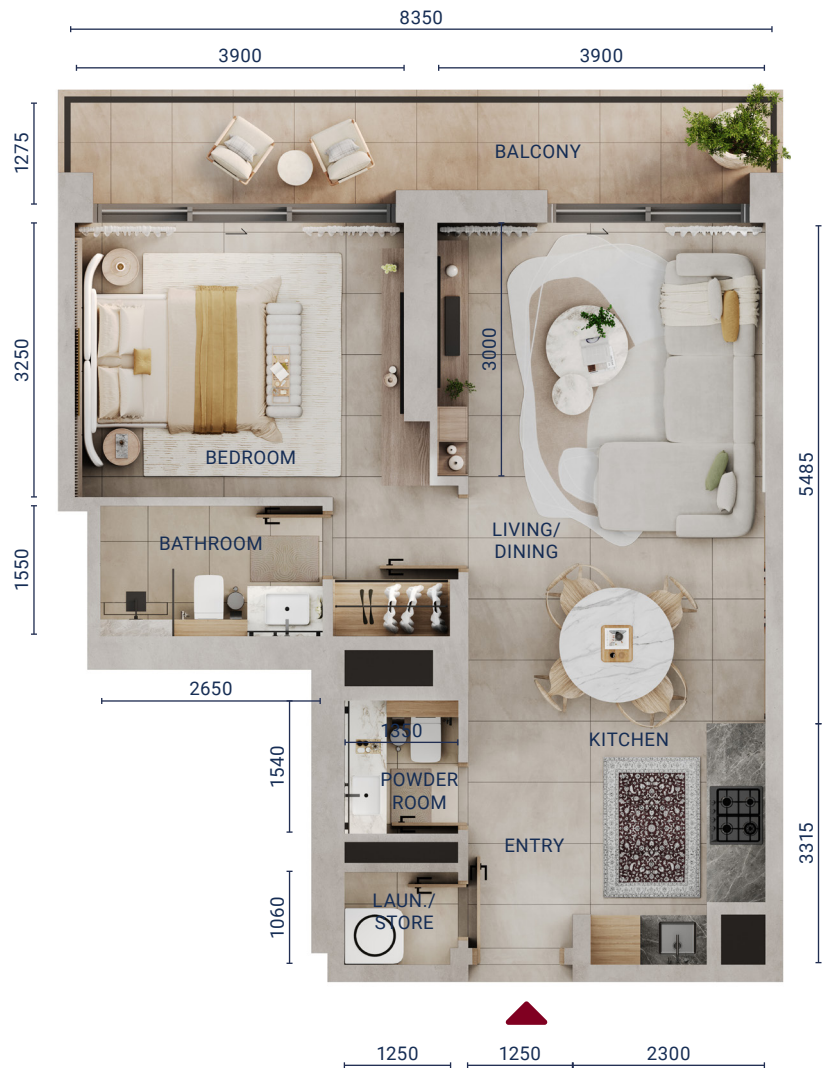 8350
3900
3900
1275
BALCONY
3250
3000
BEDROOM
5485
LIVING/
DINING
BATHROOM
1550
2650
1540
1350
POWDER
ROOM
KITCHEN
ENTRY
3315
1060
LAUN./
STORE
1250
1250
2300